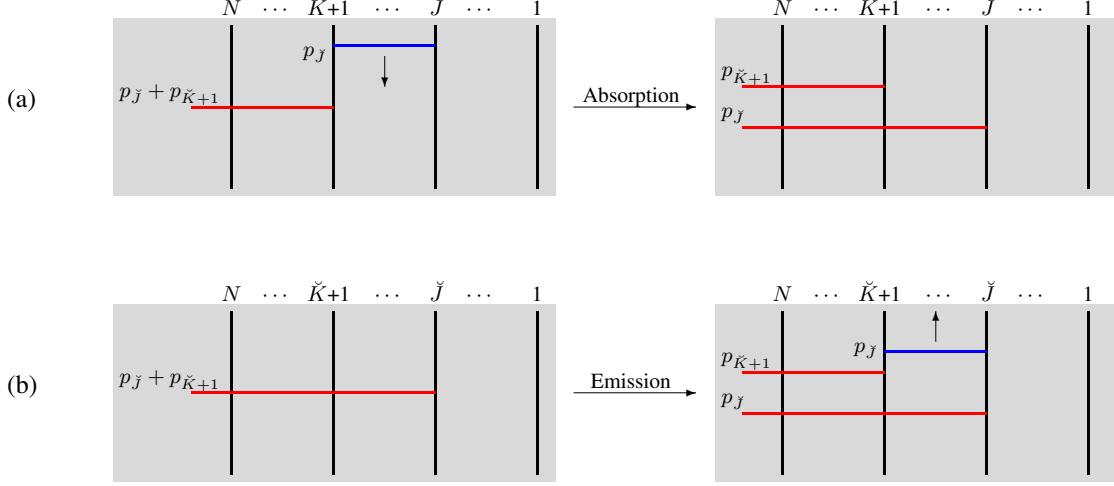 N ··· K+1 ··· J ··· 1 N ··· K+1 ··· J ··· 1
p_J̆
p_J̆ + p_K̆+1
(a)
Absorption
p_K̆+1
p_J̆
N ··· K̆+1 ··· J̆ ··· 1 N ··· K̆+1 ··· J̆ ··· 1
p_J̆ + p_K̆+1
(b)
Emission
p_J̆
p_K̆+1
p_J̆